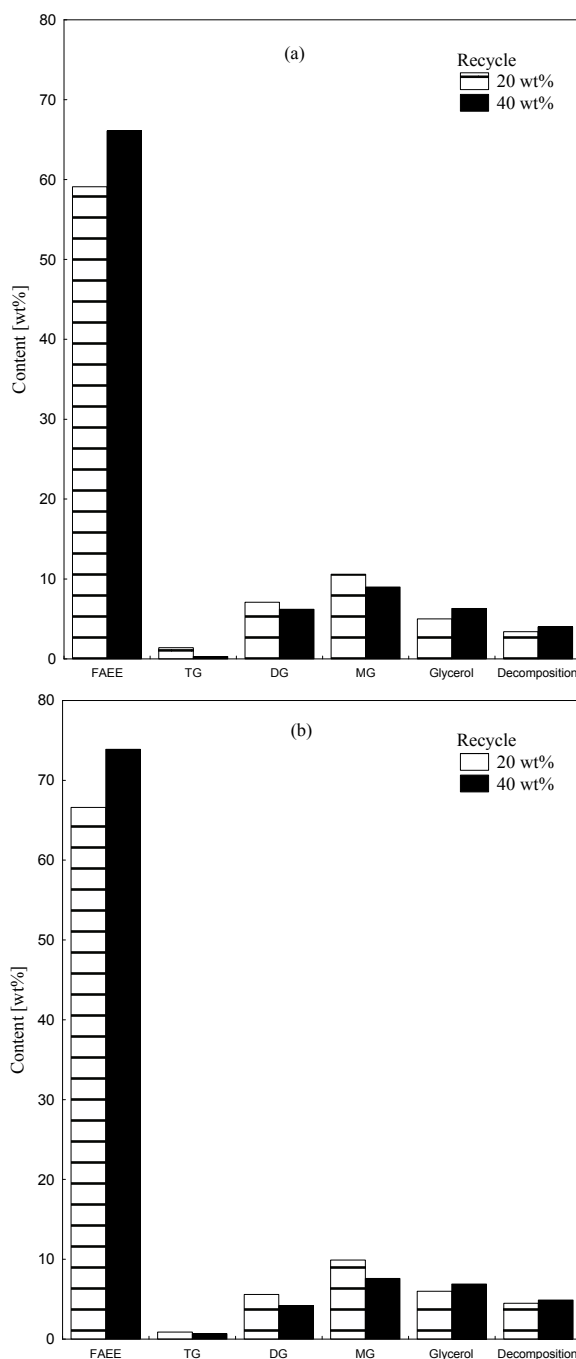 80
(a)
Recycle
20 wt%
40 wt%
70
60
50
40
30
20
10
0
Content [wt%]
FAEE TG DG MG Glycerol Decomposition
80
(b)
Recycle
20 wt%
40 wt%
70
60
50
40
30
20
10
0
Content [wt%]
FAEE TG DG MG Glycerol Decomposition